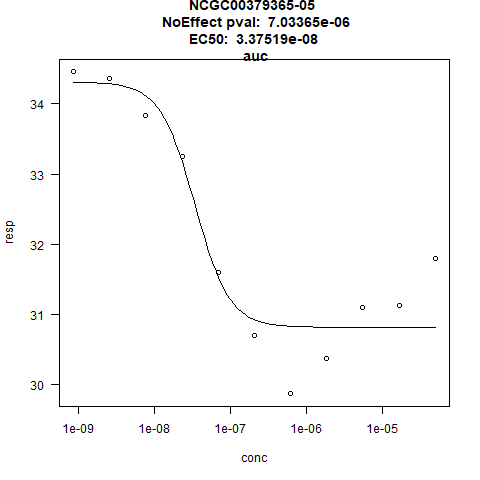 NCGC00379365-05
NoEffect pval:  7.03365e-06
EC50:  3.37519e-08
auc
34
33
32
31
30
resp
1e-09
1e-08
1e-07
1e-06
1e-05
conc